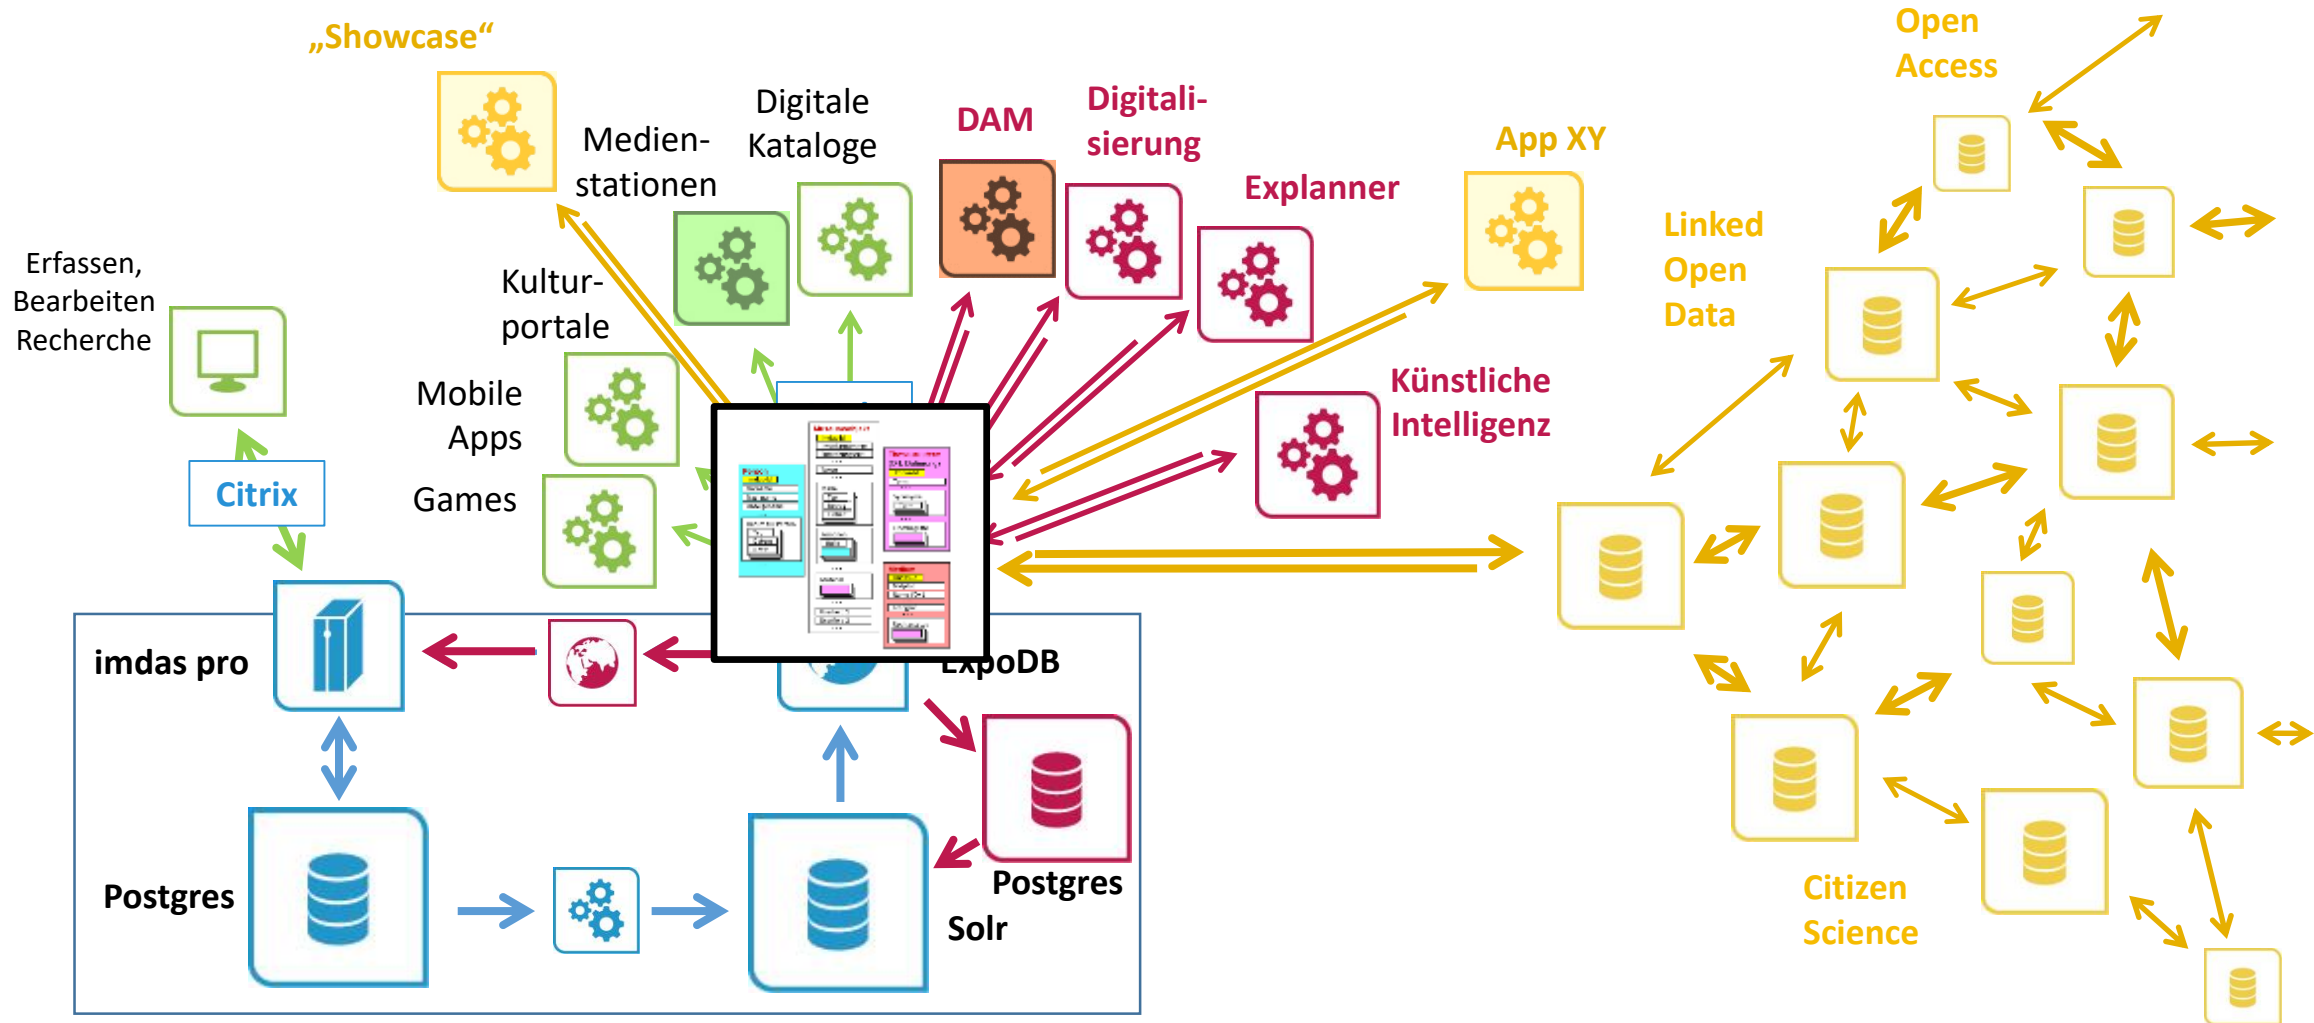 „Showcase“
Open
Access
Digitale
Kataloge
DAM
Digitali-
sierung
Medien-
stationen
App XY
Explanner
Linked
Open
Data
Erfassen,
Bearbeiten
Recherche
Kultur-
portale
Mobile
Apps
Künstliche
Intelligenz
Citrix
Games
imdas pro
ExpoDB
Postgres
Postgres
Solr
Citizen
Science